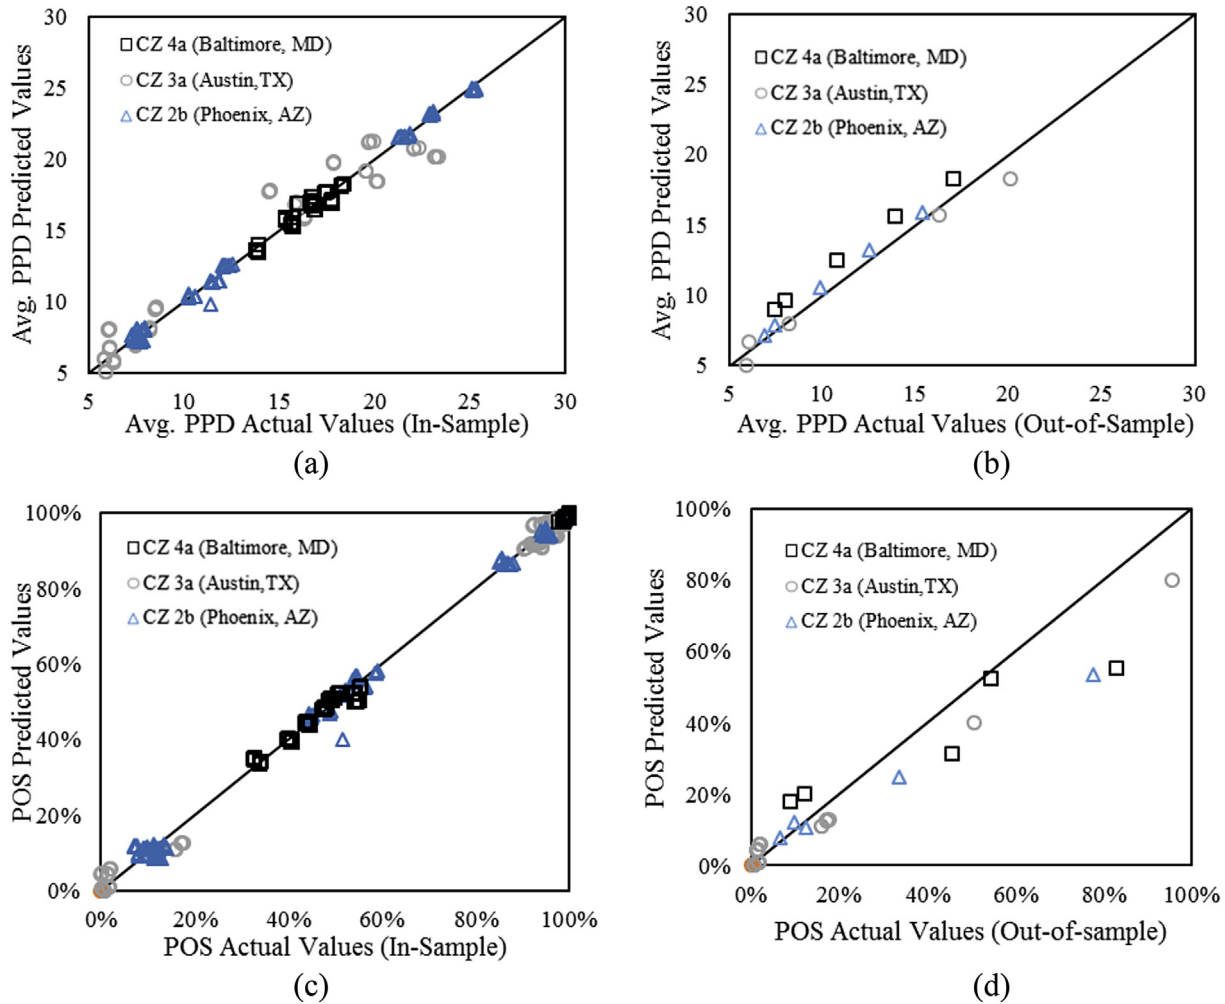 30
25
20
15
10
5
Avg. PPD Predicted Values
CZ 4a (Baltimore, MD)
CZ 3a (Austin,TX)
CZ 2b (Phoenix, AZ)
5 10 15 20 25 30
Avg. PPD Actual Values (In-Sample)
(a)
30
25
20
15
10
5
Avg. PPD Predicted Values
CZ 4a (Baltimore, MD)
CZ 3a (Austin,TX)
CZ 2b (Phoenix, AZ)
5 10 15 20 25 30
Avg. PPD Actual Values (Out-of-Sample)
(b)
100%
80%
60%
40%
20%
0%
POS Predicted Values
CZ 4a (Baltimore, MD)
CZ 3a (Austin,TX)
CZ 2b (Phoenix, AZ)
0% 20% 40% 60% 80% 100%
POS Actual Values (In-Sample)
(c)
100%
80%
60%
40%
20%
0%
POS Predicted Values
CZ 4a (Baltimore, MD)
CZ 3a (Austin,TX)
CZ 2b (Phoenix, AZ)
0% 20% 40% 60% 80% 100%
POS Actual Values (Out-of-sample)
(d)